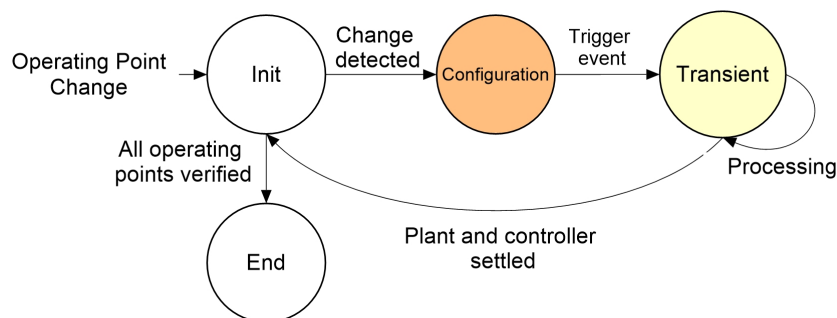 Operating Point
Change
Init
Change
detected
Configuration
Trigger
event
Transient
Processing
All operating
points verified
Plant and controller
settled
End